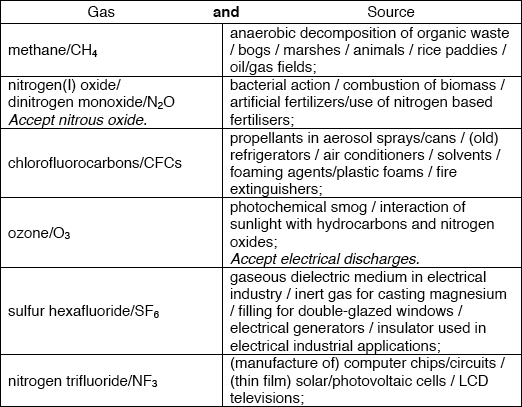 Gas and Source
methane/CH₄
anaerobic decomposition of organic waste
/ bogs / marshes / animals / rice paddies /
oil/gas fields;
nitrogen(I) oxide/
dinitrogen monoxide/N₂O
Accept nitrous oxide.
bacterial action / combustion of biomass /
artificial fertilizers/use of nitrogen based
fertilisers;
chlorofluorocarbons/CFCs
propellants in aerosol sprays/cans / (old)
refrigerators / air conditioners / solvents /
foaming agents/plastic foams / fire
extinguishers;
ozone/O₃
photochemical smog / interaction of
sunlight with hydrocarbons and nitrogen
oxides;
Accept electrical discharges.
sulfur hexafluoride/SF₆
gaseous dielectric medium in electrical
industry / inert gas for casting magnesium
/ filling for double-glazed windows /
electrical generators / insulator used in
electrical industrial applications;
nitrogen trifluoride/NF₃
(manufacture of) computer chips/circuits /
(thin film) solar/photovoltaic cells / LCD
televisions;